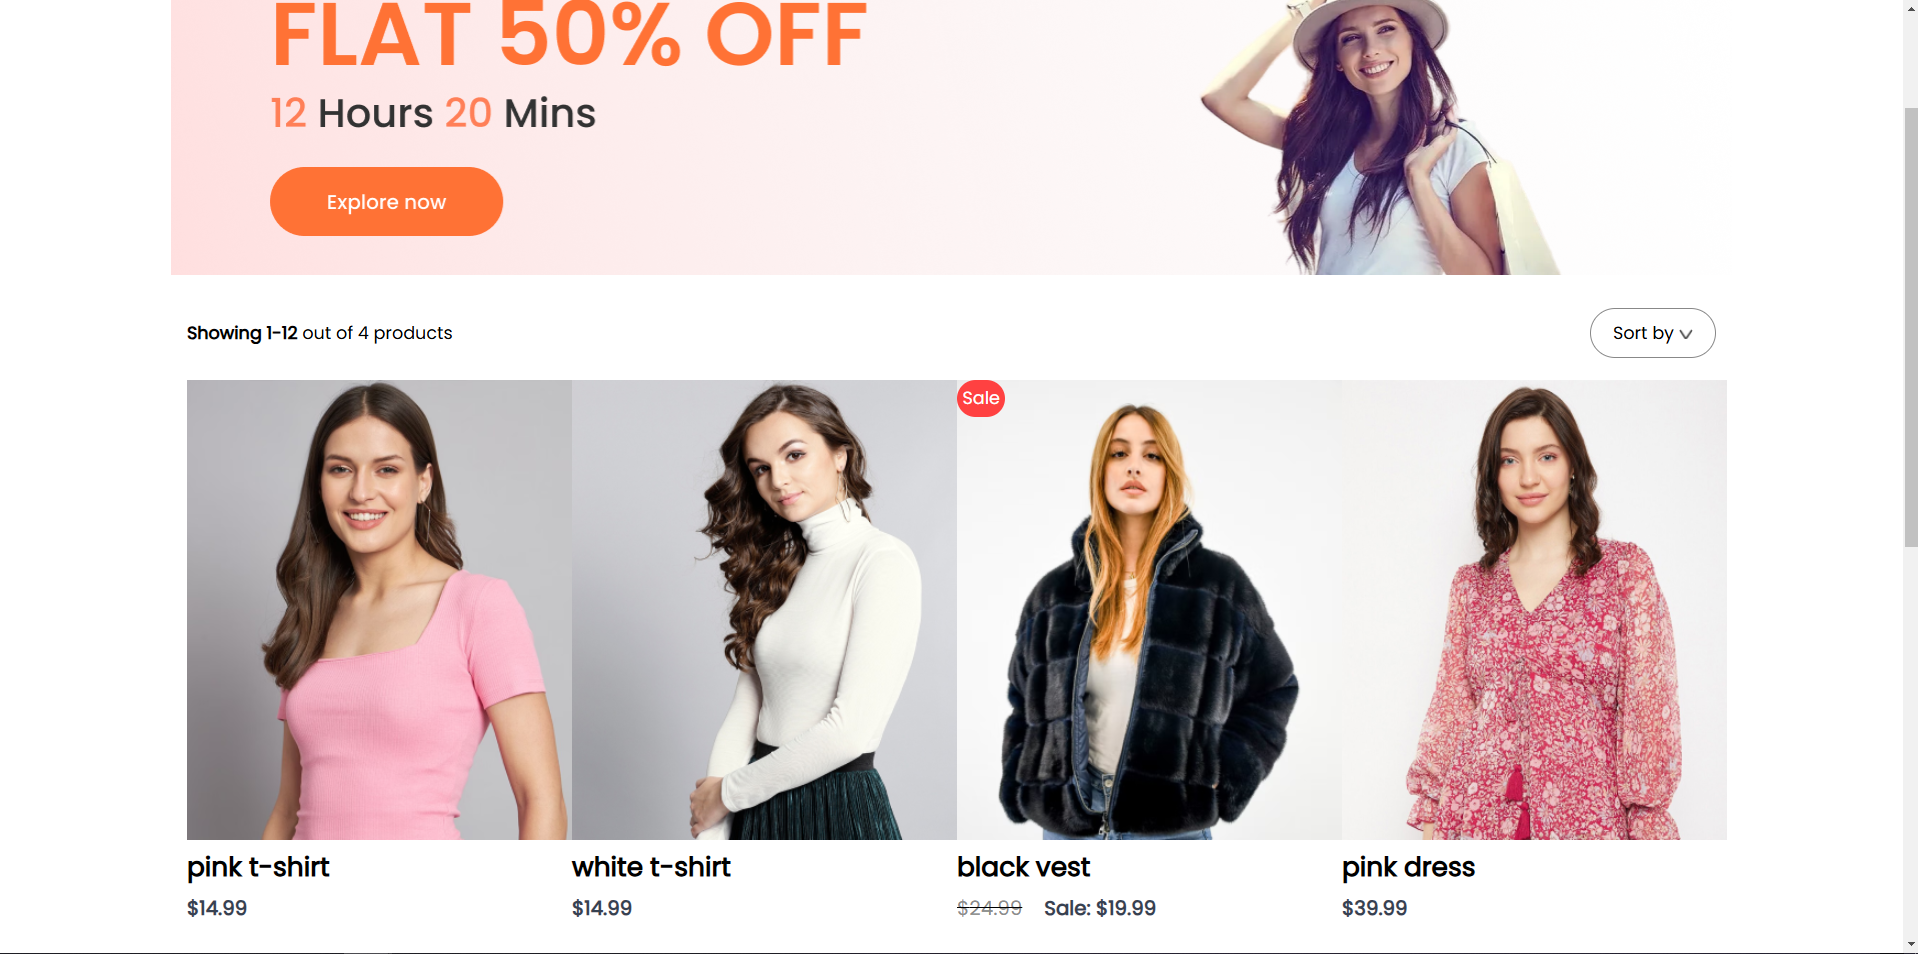 FLAT 50% OFF
12 Hours 20 Mins
Explore now
Showing 1-12 out of 4 products
Sort by
Sale
pink t-shirt
$14.99
white t-shirt
$14.99
black vest
$24.99 Sale: $19.99
pink dress
$39.99